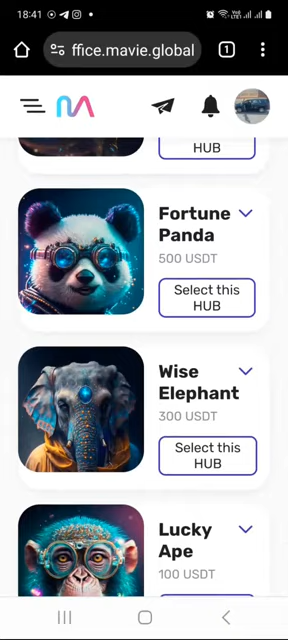 18:41
ffice.mavie.global
1
HUB
Fortune
Panda
500 USDT
Select this
HUB
Wise
Elephant
300 USDT
Select this
HUB
Lucky
Ape
100 USDT